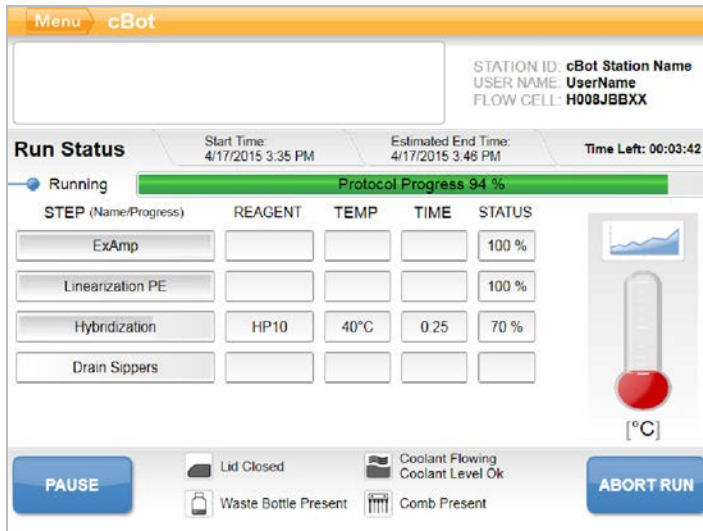 Menu cBot
STATION ID: cBot Station Name
USER NAME: UserName
FLOW CELL: H008JBBXX
Run Status
Start Time:
4/17/2015 3:35 PM
Estimated End Time:
4/17/2015 3:46 PM
Time Left: 00:03:42
Running
Protocol Progress 94 %
STEP (Name/Progress) REAGENT TEMP TIME STATUS
ExAmp 100 %
Linearization PE 100 %
Hybridization HP10 40°C 0:25 70 %
Drain Sippers
[°C]
PAUSE
Lid Closed
Waste Bottle Present
Coolant Flowing
Coolant Level Ok
Comb Present
ABORT RUN